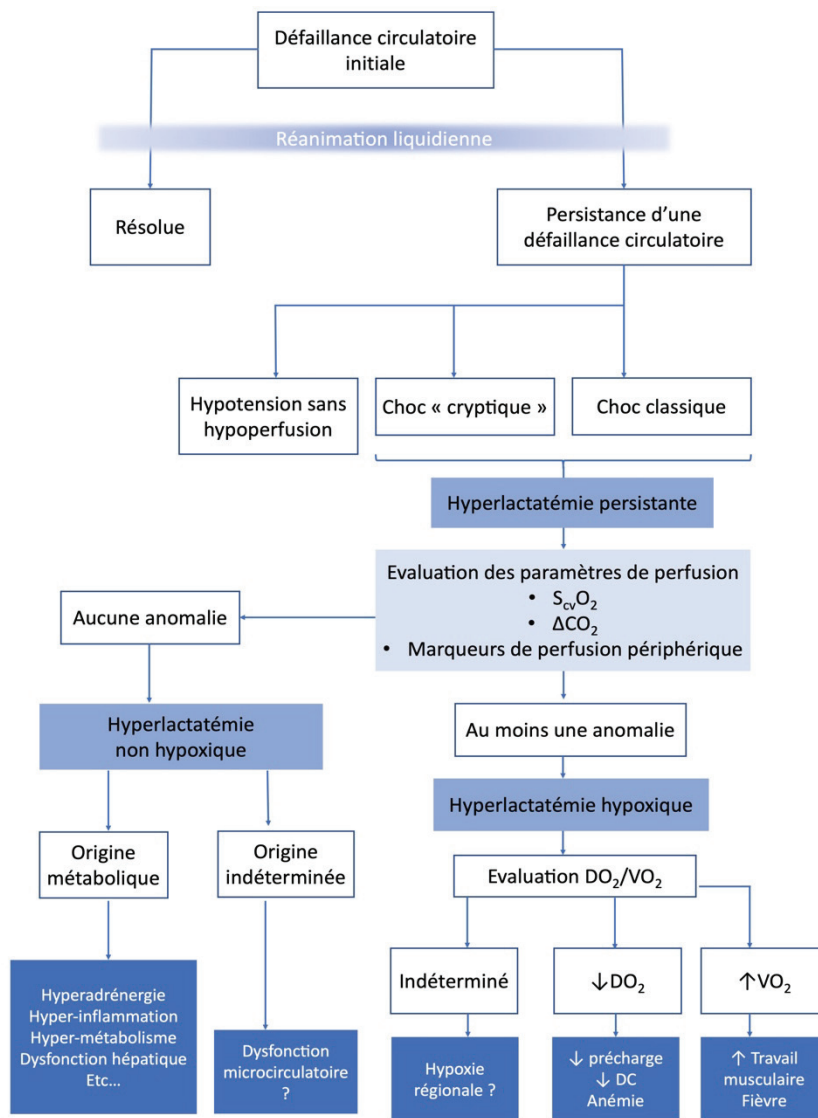 Défaillance circulatoire
initiale
Réanimation liquidienne
Résolue
Persistance d’une
défaillance circulatoire
Hypotension sans
hypoperfusion
Choc « cryptique »
Choc classique
Hyperlactatémie persistante
Evaluation des paramètres de perfusion
• ScvO₂
• ΔCO₂
• Marqueurs de perfusion périphérique
Aucune anomalie
Hyperlactatémie
non hypoxique
Au moins une anomalie
Hyperlactatémie hypoxique
Origine
métabolique
Origine
indéterminée
Evaluation DO₂/VO₂
Indéterminé
↓DO₂
↑VO₂
Hyperadrénergie
Hyper-inflammation
Hyper-métabolisme
Dysfonction hépatique
Etc...
Dysfonction
microcirculatoire
?
Hypoxie
régionale ?
↓ précharge
↓ DC
Anémie
↑ Travail
musculaire
Fièvre